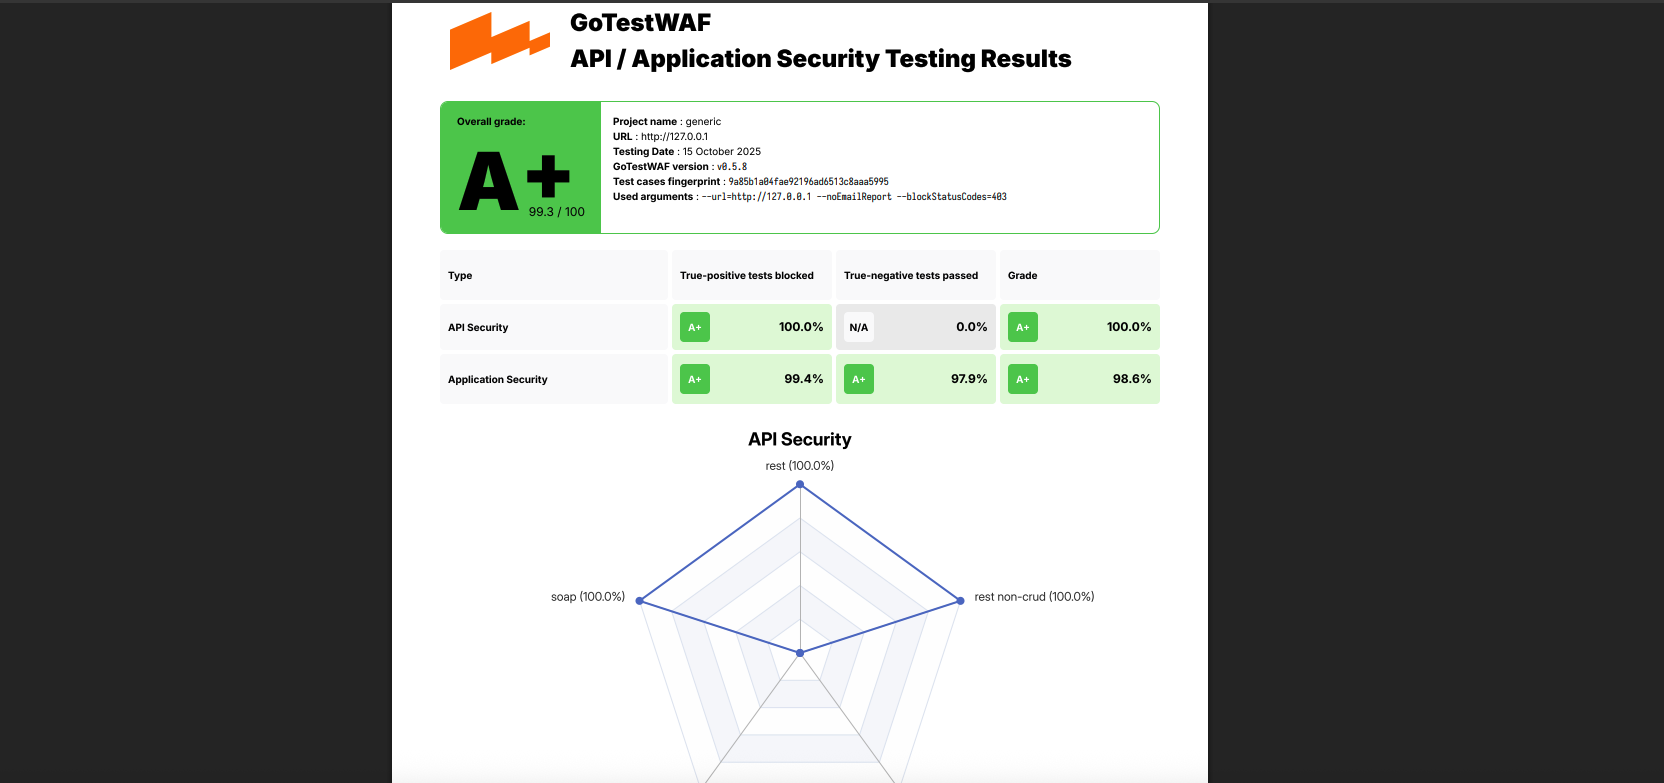 GoTestWAF
API / Application Security Testing Results
Overall grade:
A+
99.3 / 100
Project name : generic
URL : http://127.0.0.1
Testing Date : 15 October 2025
GoTestWAF version : v0.5.8
Test cases fingerprint : 9a85b1a04fae92196ad6513c8aaa5995
Used arguments : --url=http://127.0.0.1 --noEmailReport --blockStatusCodes=403
Type True-positive tests blocked True-negative tests passed Grade
API Security A+ 100.0% N/A 0.0% A+ 100.0%
Application Security A+ 99.4% A+ 97.9% A+ 98.6%
API Security
rest (100.0%)
soap (100.0%) rest non-crud (100.0%)